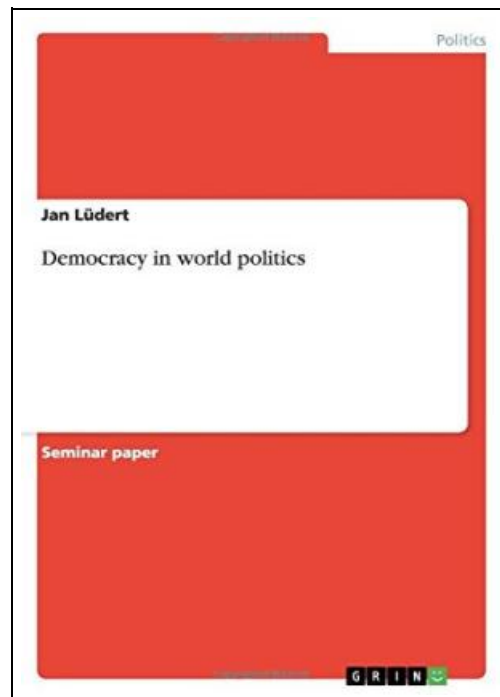 Politics
Jan Lüdert
Democracy in world politics
Seminar paper
GRIN